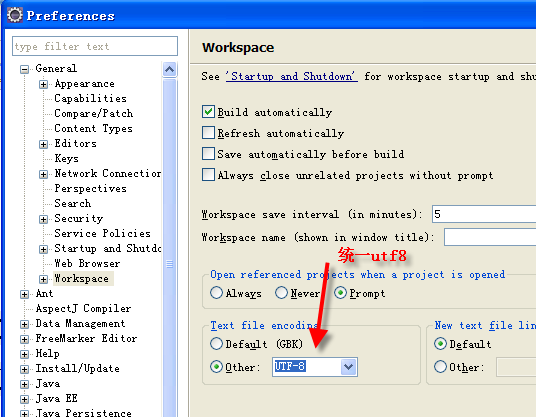 Preferences
type filter text
General
Appearance
Capabilities
Compare/Patch
Content Types
Editors
Keys
Network Connection
Perspectives
Search
Security
Service Policies
Startup and Shutdo
Web Browser
Workspace
Ant
AspectJ Compiler
Data Management
FreeMarker Editor
Help
Install/Update
Java
Java EE
Java Persistence
Workspace
See 'Startup and Shutdown' for workspace startup and shu
Build automatically
Refresh automatically
Save automatically before build
Always close unrelated projects without prompt
Workspace save interval (in minutes): 5
Workspace name (shown in window title):
统一utf8
Open referenced projects when a project is opened
Always Never Prompt
Text file encoding
Default (GBK)
Other: UTF-8
New text file lin
Default
Other: